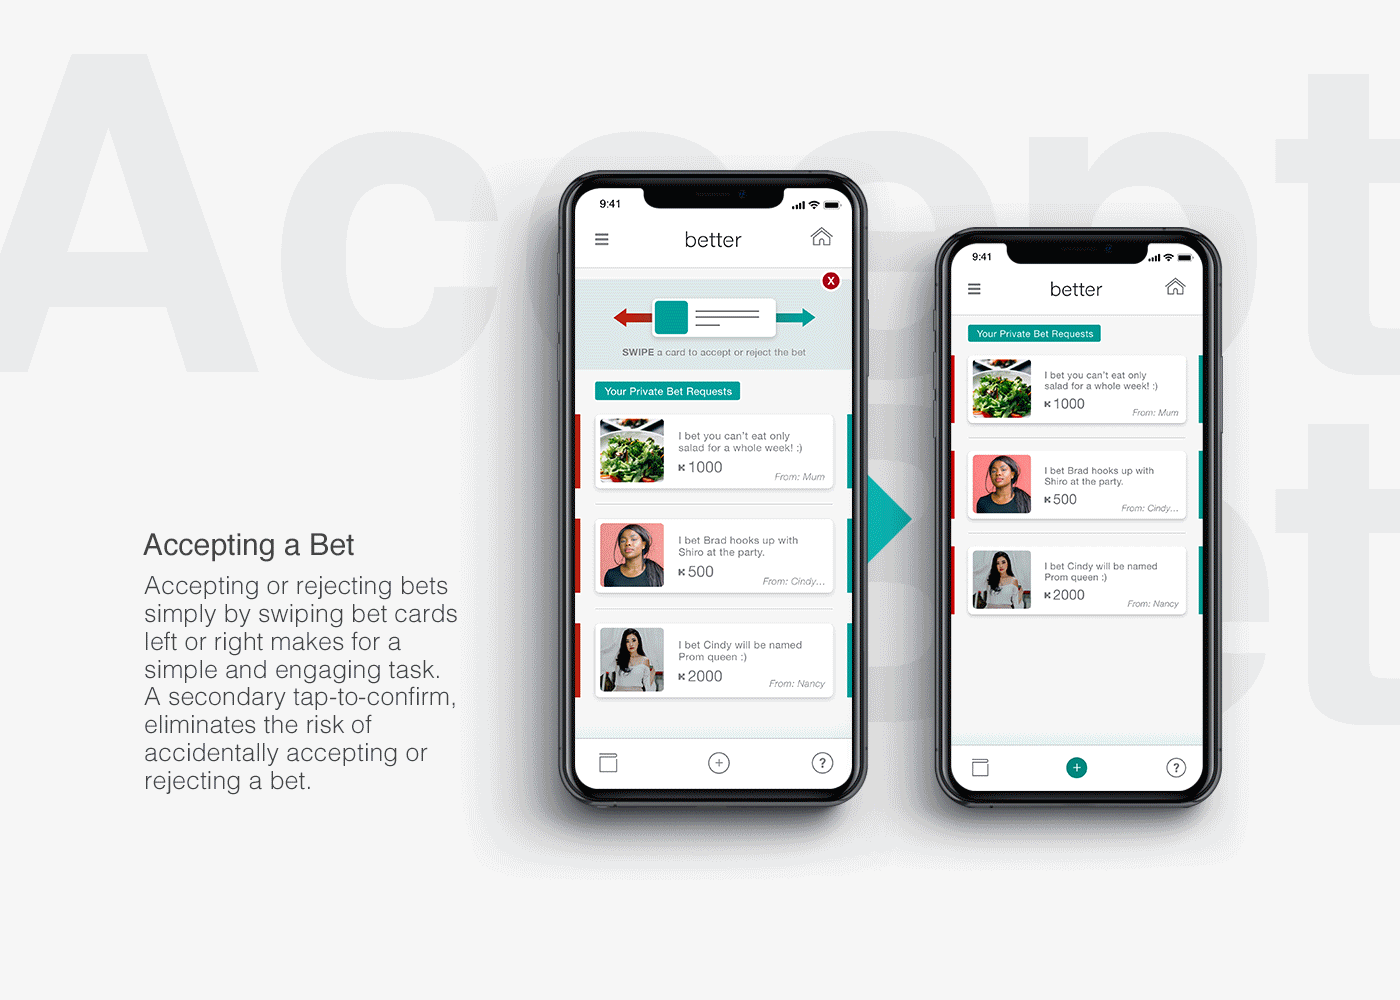 Accept
Bet
Accepting a Bet
Accepting or rejecting bets
simply by swiping bet cards
left or right makes for a
simple and engaging task.
A secondary tap-to-confirm,
eliminates the risk of
accidentally accepting or
rejecting a bet.
9:41
better
X
SWIPE a card to accept or reject the bet
Your Private Bet Requests
I bet you can't eat only
salad for a whole week! :)
1000
From: Mum
I bet Brad hooks up with
Shiro at the party.
500
From: Cindy...
I bet Cindy will be named
Prom queen ;)
2000
From: Nancy
+
?
9:41
better
Your Private Bet Requests
I bet you can't eat only
salad for a whole week! :)
1000
From: Mum
I bet Brad hooks up with
Shiro at the party.
500
From: Cindy...
I bet Cindy will be named
Prom queen ;)
2000
From: Nancy
+
?